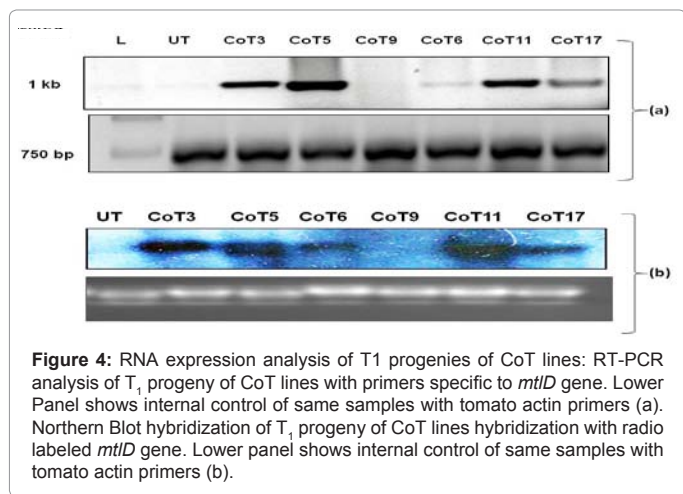 L UT CoT3 CoT5 CoT9 CoT6 CoT11 CoT17
1 kb
(a)
750 bp
UT CoT3 CoT5 CoT6 CoT9 CoT11 CoT17
(b)
Figure 4: RNA expression analysis of T1 progenies of CoT lines: RT-PCR
analysis of T₁ progeny of CoT lines with primers specific to mtlD gene. Lower
Panel shows internal control of same samples with tomato actin primers (a).
Northern Blot hybridization of T₁ progeny of CoT lines hybridization with radio
labeled mtlD gene. Lower panel shows internal control of same samples with
tomato actin primers (b).